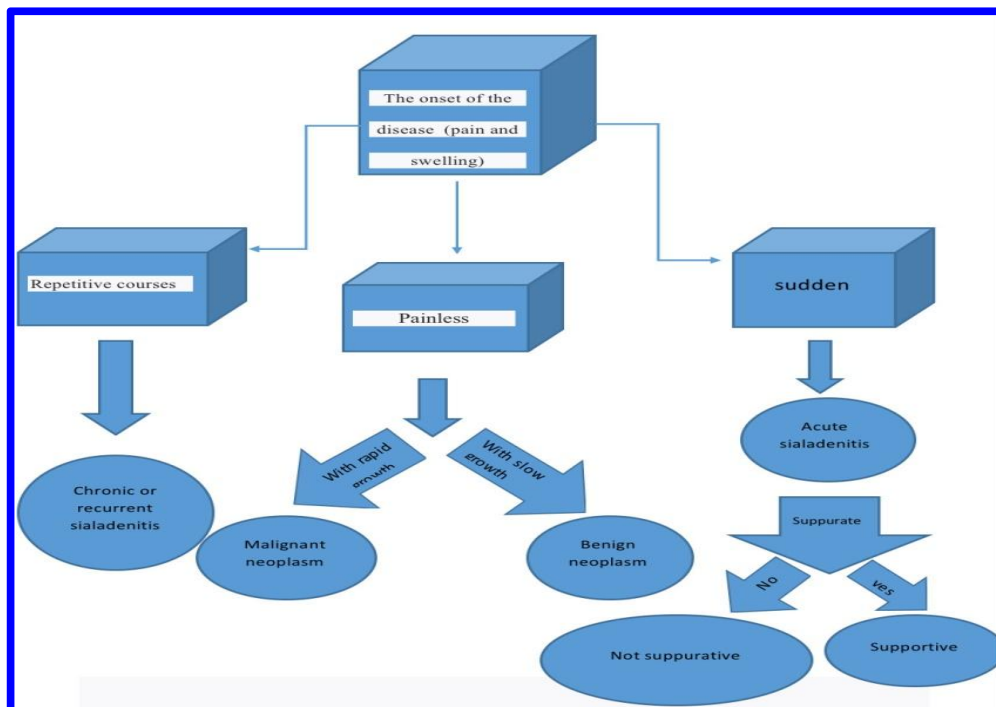 The onset of the
disease (pain and
swelling)
Repetitive courses
Painless
sudden
Chronic or
recurrent
sialadenitis
With rapid
growth
With slow
growth
Acute
sialadenitis
Malignant
neoplasm
Benign
neoplasm
Suppurate
No
yes
Not suppurative
Supportive